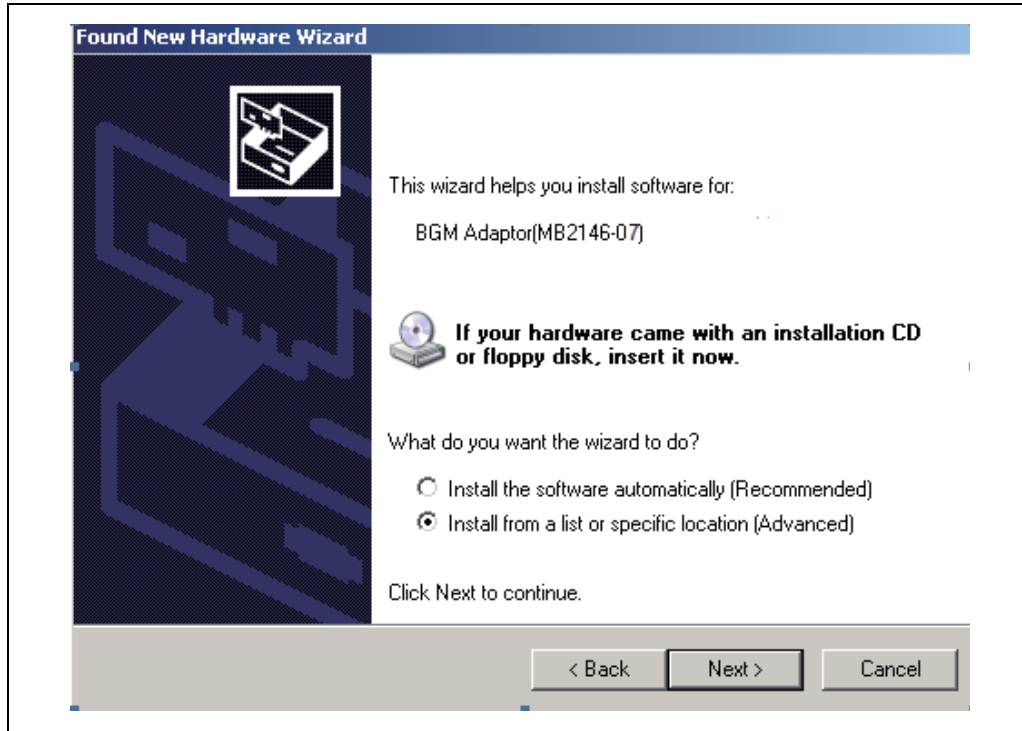 Found New Hardware Wizard
This wizard helps you install software for:
BGM Adaptor(MB2146-07)
If your hardware came with an installation CD
or floppy disk, insert it now.
What do you want the wizard to do?
Install the software automatically (Recommended)
Install from a list or specific location (Advanced)
Click Next to continue.
< Back
Next >
Cancel